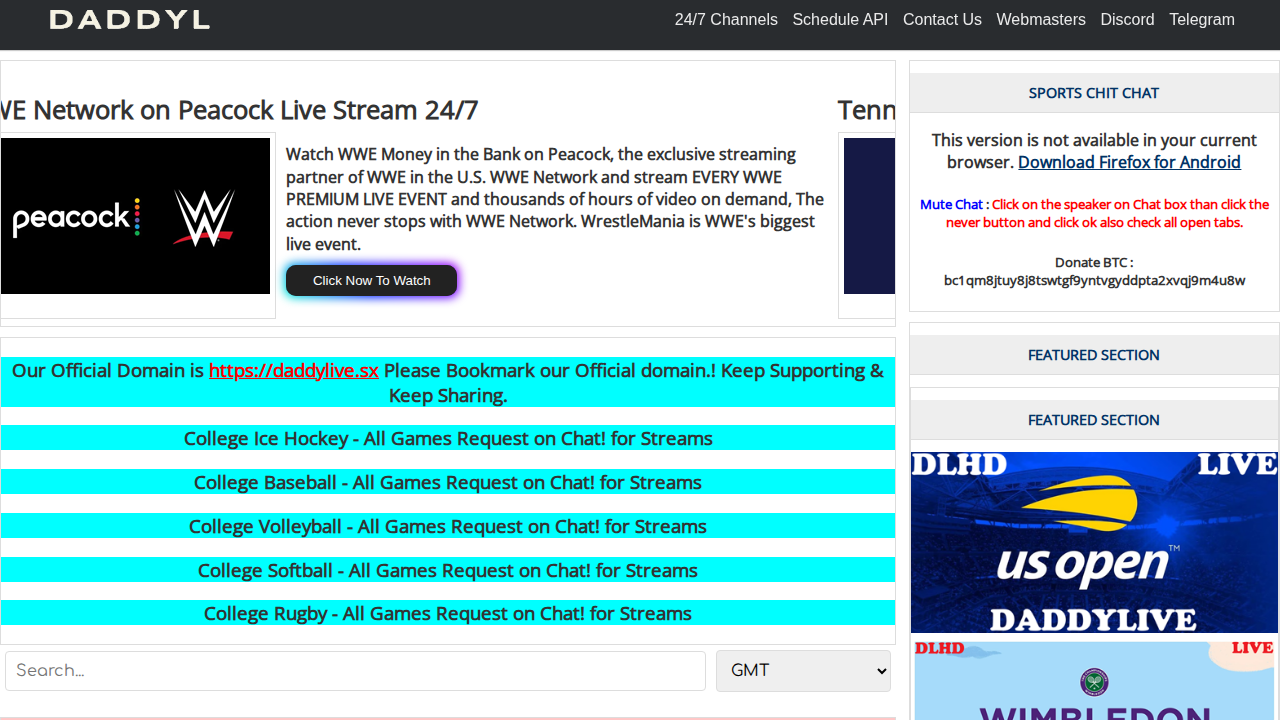 DADDYL
24/7 Channels Schedule API Contact Us Webmasters Discord Telegram
WE Network on Peacock Live Stream 24/7
Tenn
peacock W
Watch WWE Money in the Bank on Peacock, the exclusive streaming
partner of WWE in the U.S. WWE Network and stream EVERY WWE
PREMIUM LIVE EVENT and thousands of hours of video on demand, The
action never stops with WWE Network. WrestleMania is WWE's biggest
live event.
Click Now To Watch
Our Official Domain is https://daddylive.sx Please Bookmark our Official domain.! Keep Supporting &
Keep Sharing.
College Ice Hockey - All Games Request on Chat! for Streams
College Baseball - All Games Request on Chat! for Streams
College Volleyball - All Games Request on Chat! for Streams
College Softball - All Games Request on Chat! for Streams
College Rugby - All Games Request on Chat! for Streams
Search...
GMT
SPORTS CHIT CHAT
This version is not available in your current
browser. Download Firefox for Android
Mute Chat : Click on the speaker on Chat box than click the
never button and click ok also check all open tabs.
Donate BTC :
bc1qm8jtuy8j8tswtgf9yntvgyddpta2xvqj9m4u8w
FEATURED SECTION
FEATURED SECTION
DLHD LIVE
us open™
DADDYLIVE
DLHD LIVE
WIMBLEDON